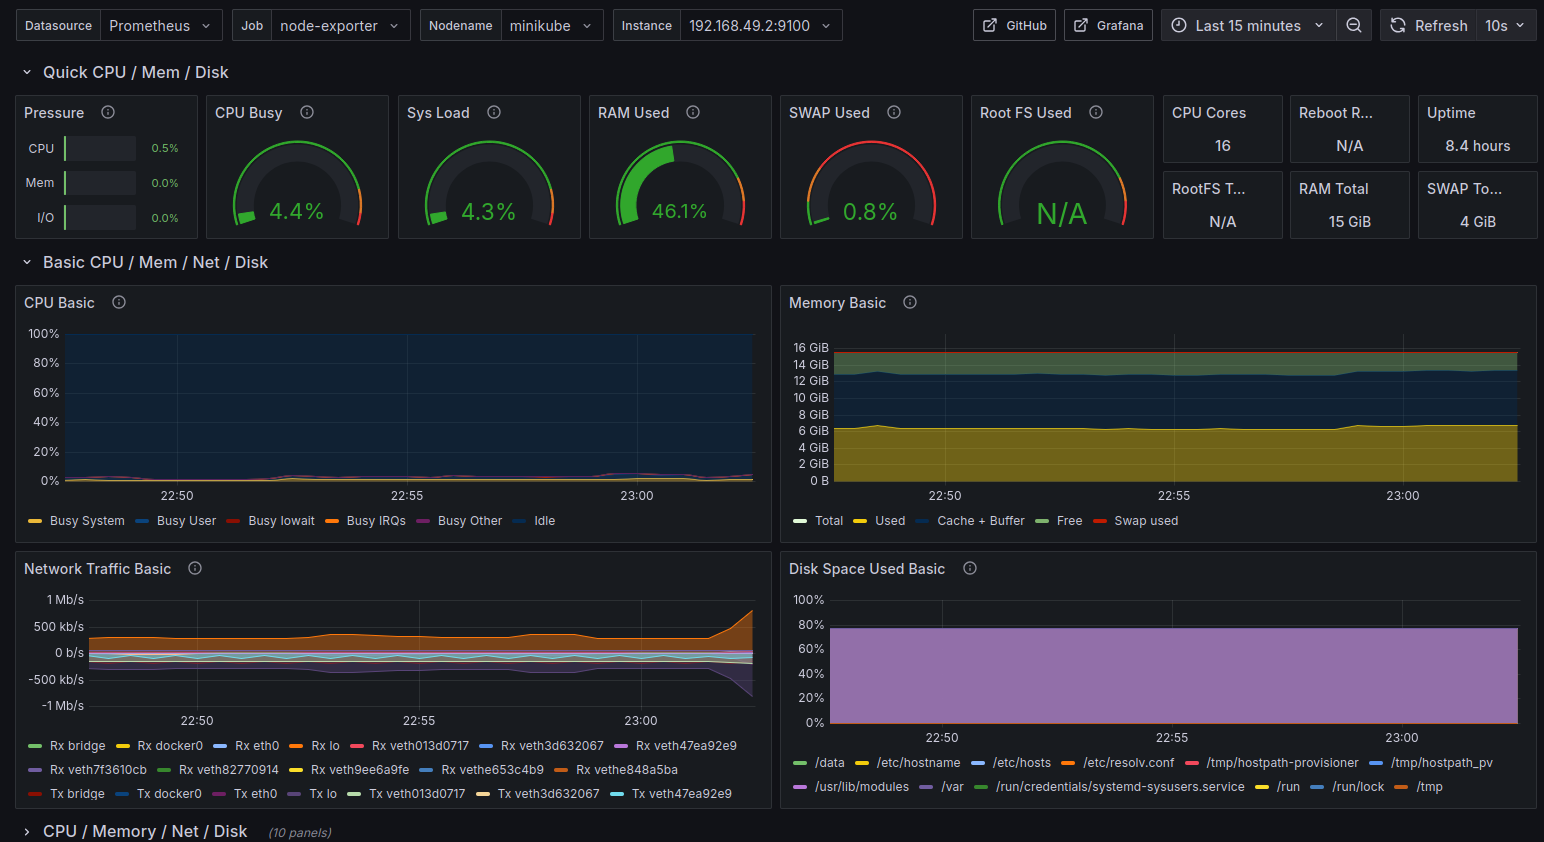 Datasource Prometheus Job node-exporter Nodename minikube Instance 192.168.49.2:9100 GitHub Grafana Last 15 minutes Refresh 10s
Quick CPU / Mem / Disk
Pressure CPU Busy Sys Load RAM Used SWAP Used Root FS Used CPU Cores Reboot R... Uptime
CPU 0.5%
Mem 0.0%
I/O 0.0%
4.4% 4.3% 46.1% 0.8% N/A
16 N/A 8.4 hours
RootFS T... RAM Total SWAP To...
N/A 15 GiB 4 GiB
Basic CPU / Mem / Net / Disk
CPU Basic
100%
80%
60%
40%
20%
0%
22:50 22:55 23:00
Busy System Busy User Busy Iowait Busy IRQs Busy Other Idle
Memory Basic
16 GiB
14 GiB
12 GiB
10 GiB
8 GiB
6 GiB
4 GiB
2 GiB
0 B
22:50 22:55 23:00
Total Used Cache + Buffer Free Swap used
Network Traffic Basic
1 Mb/s
500 kb/s
0 b/s
-500 kb/s
-1 Mb/s
22:50 22:55 23:00
Rx bridge Rx docker0 Rx eth0 Rx lo Rx veth013d0717 Rx veth3d632067 Rx veth47ea92e9
Rx veth7f3610cb Rx veth82770914 Rx veth9ee6a9fe Rx vethe653c4b9 Rx vethe848a5ba
Tx bridge Tx docker0 Tx eth0 Tx lo Tx veth013d0717 Tx veth3d632067 Tx veth47ea92e9
Disk Space Used Basic
100%
80%
60%
40%
20%
0%
22:50 22:55 23:00
/data /etc/hostname /etc/hosts /etc/resolv.conf /tmp/hostpath-provisioner /tmp/hostpath_pv
/usr/lib/modules /var /run/credentials/systemd-sysusers.service /run /run/lock /tmp
CPU / Memory / Net / Disk (10 panels)